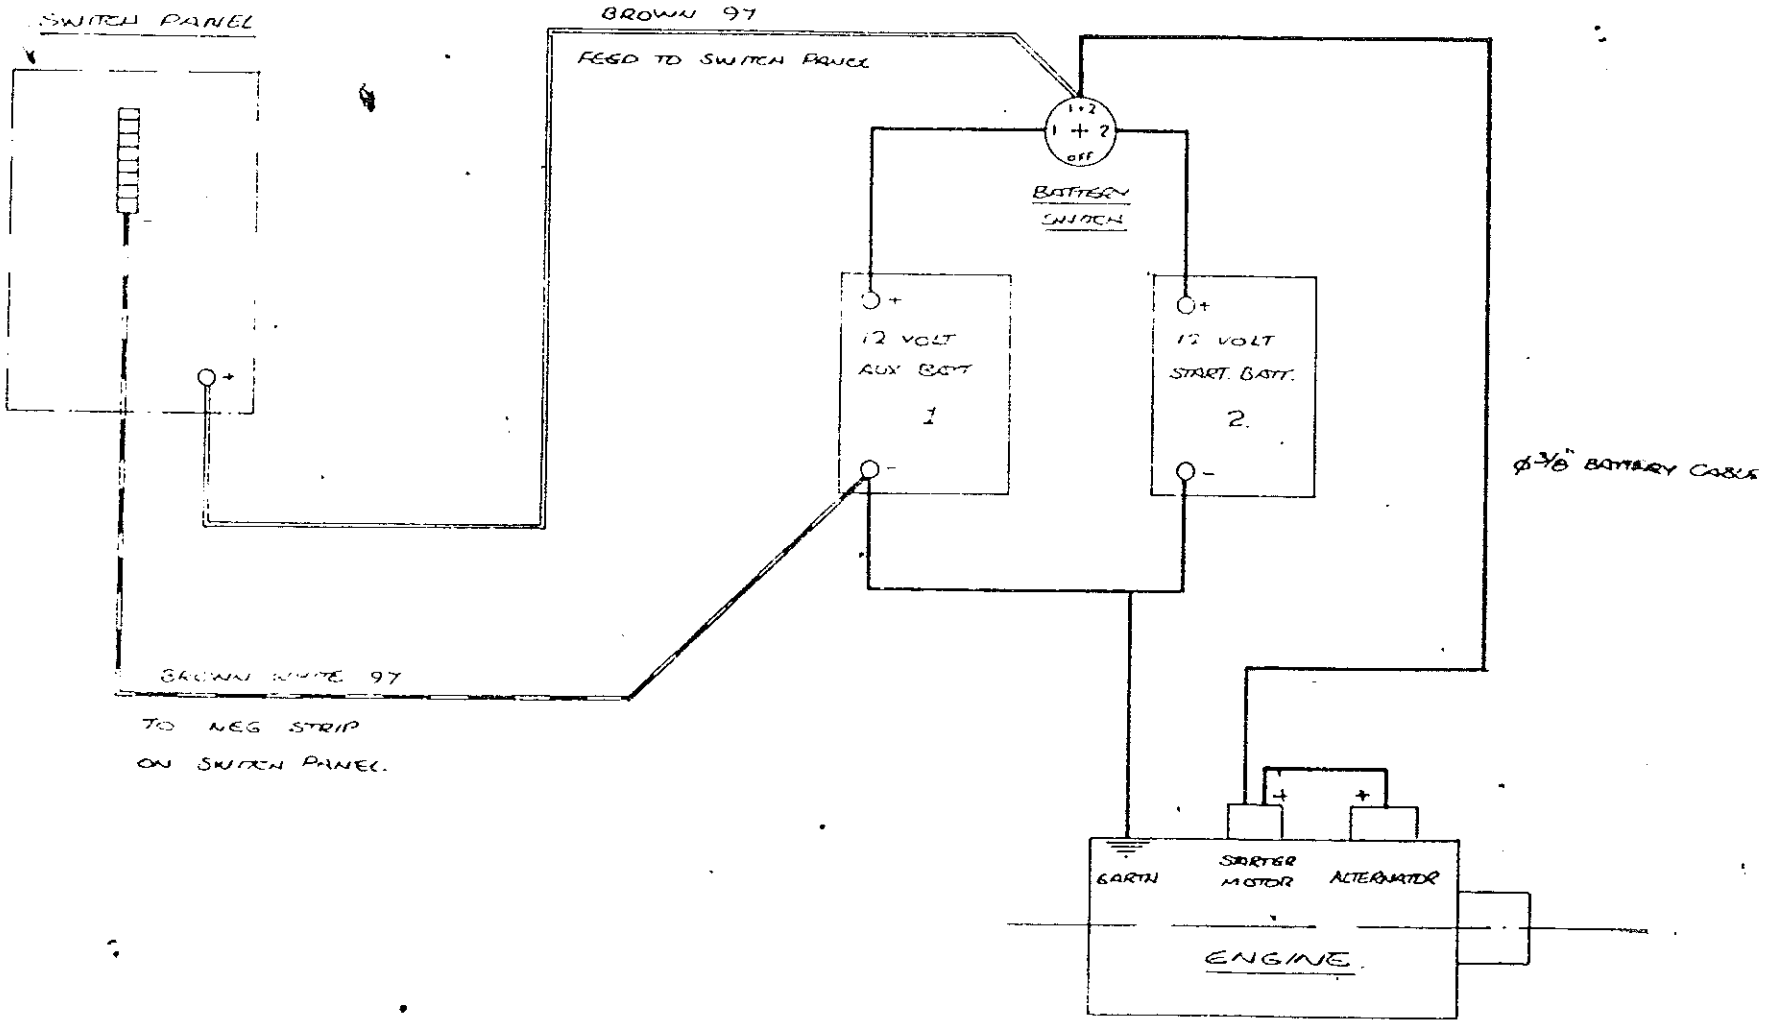 SWITCH PANEL
BROWN 97
FEED TO SWITCH PANEL
1+2
1 + 2
OFF
BATTERY
SWITCH
+
12 VOLT
AUX BATT
1
-
+
12 VOLT
START. BATT.
2.
-
-
+
Ø 3/8" BATTERY CABLE
BROWN WHITE 97
TO NEG STRIP
ON SWITCH PANEL.
+
+
EARTH
STARTER
MOTOR
ALTERNATOR
ENGINE